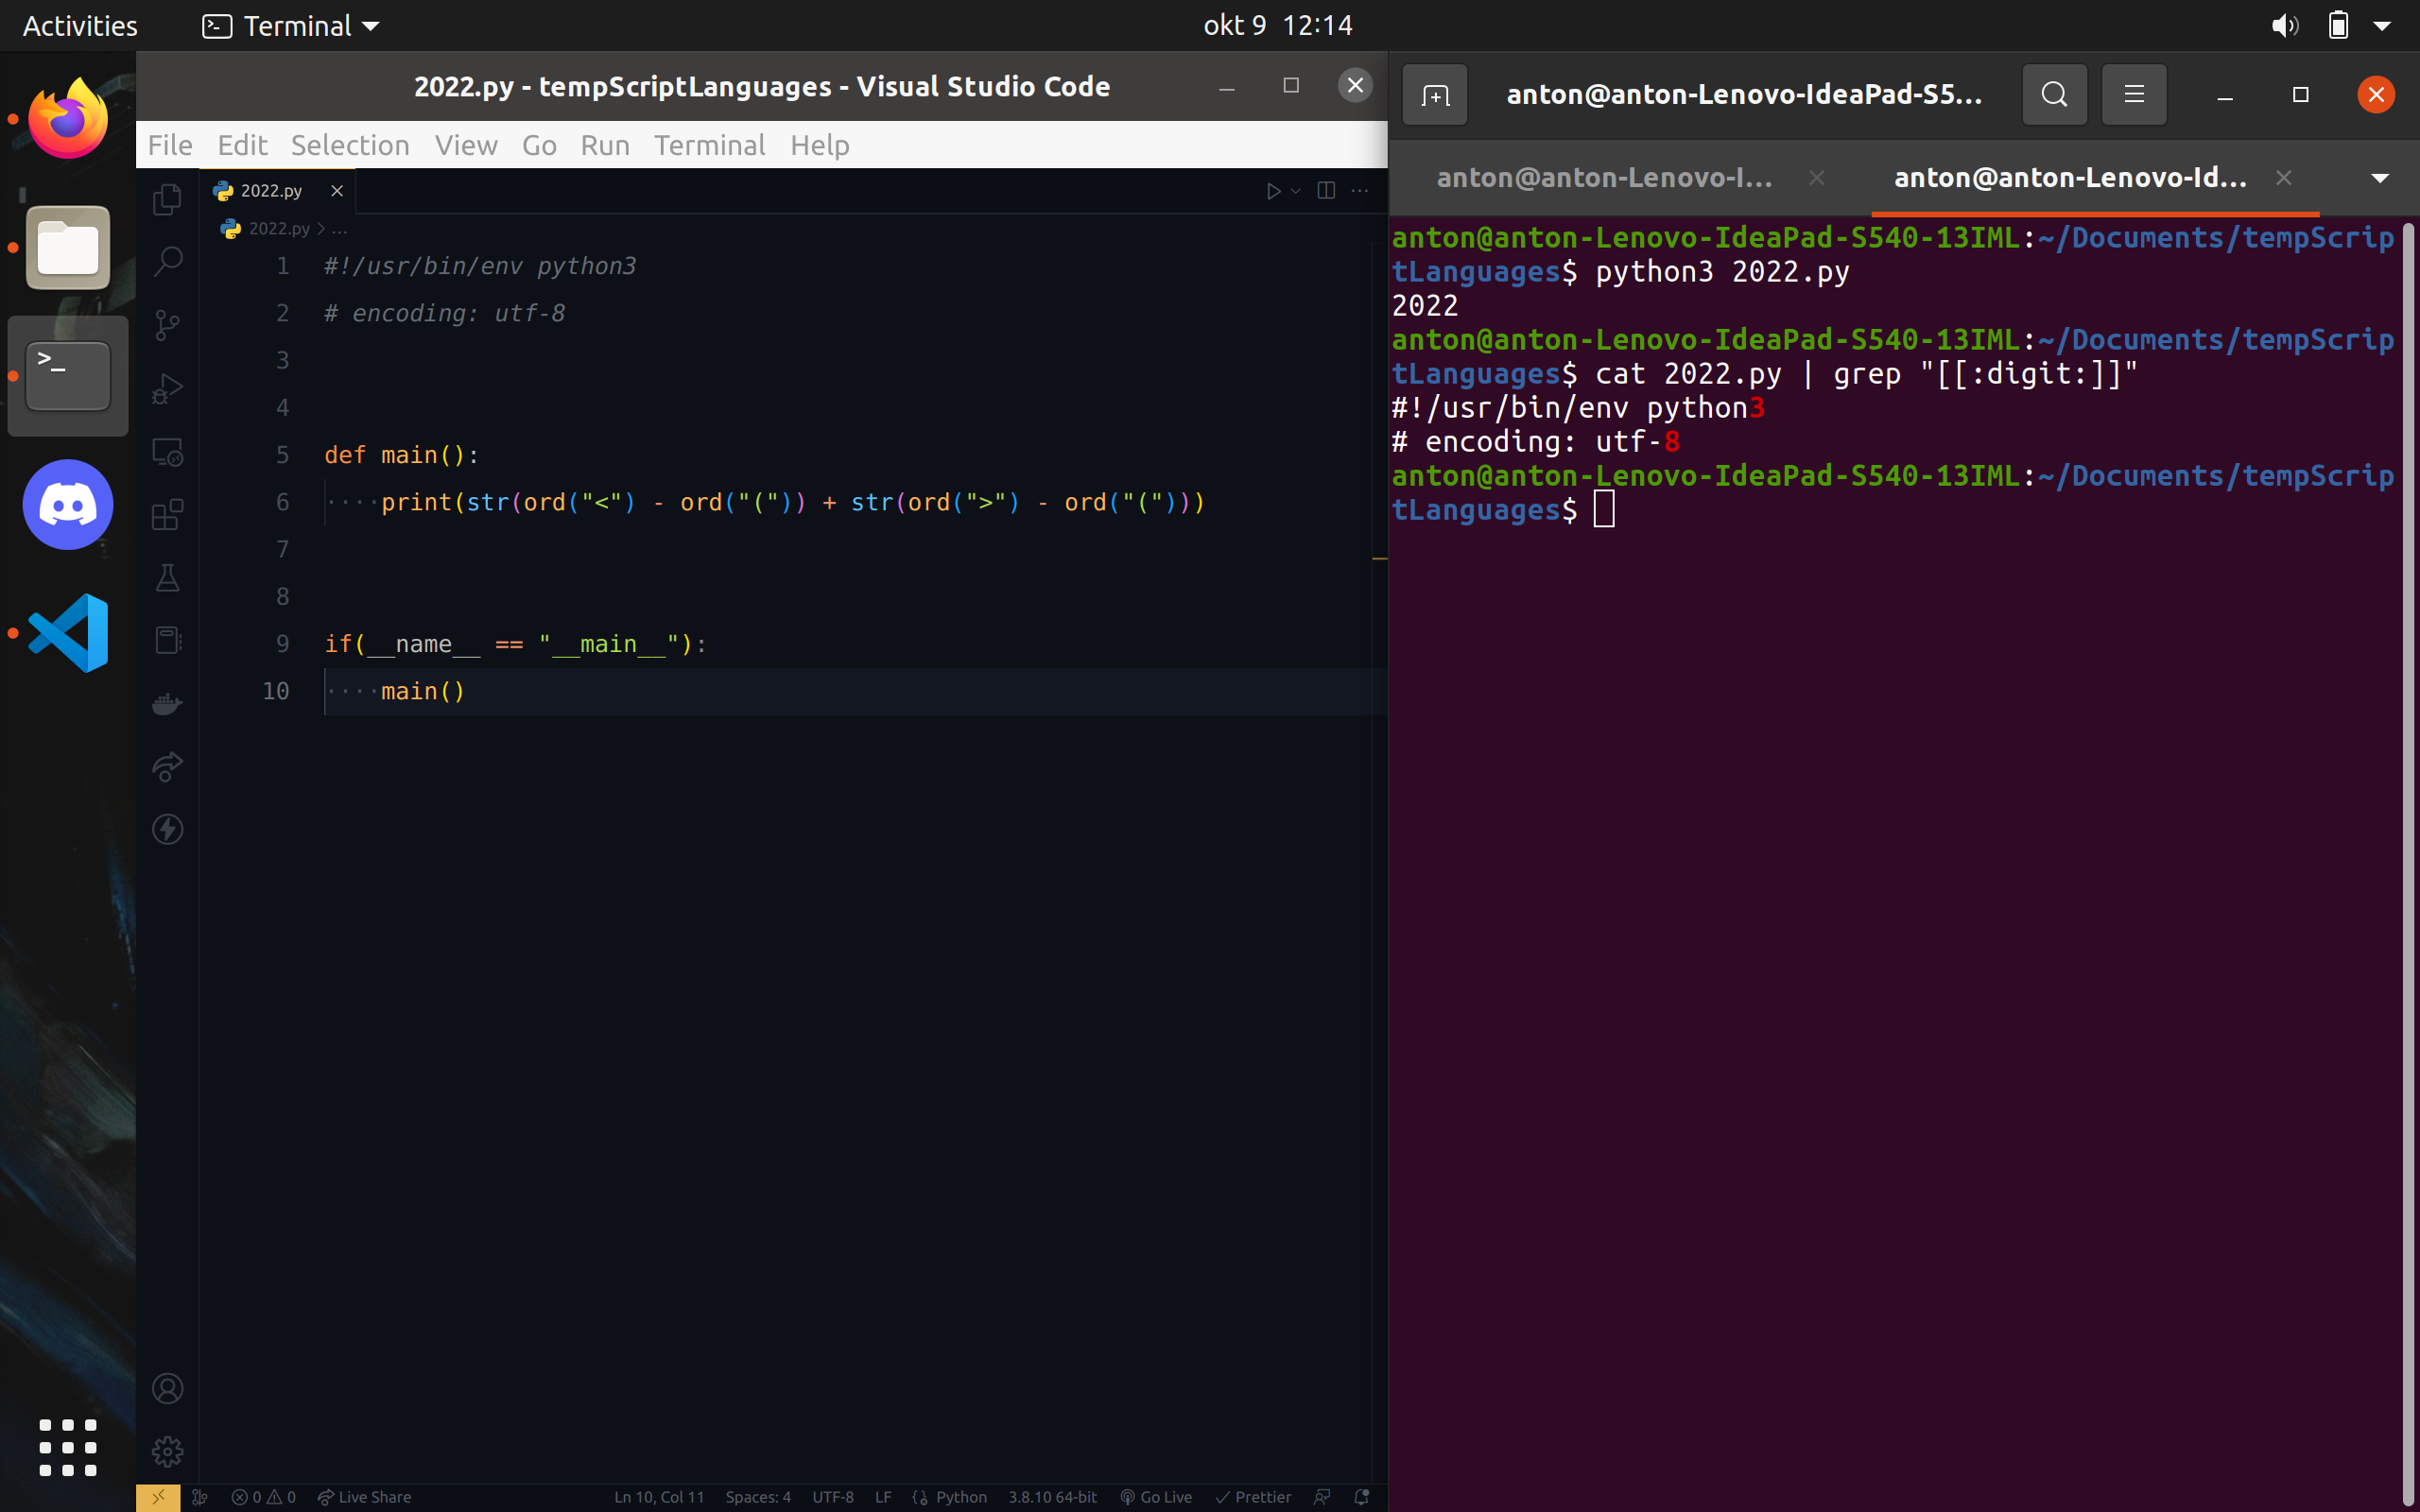 Activities
Terminal
okt 9 12:14
2022.py - tempScriptLanguages - Visual Studio Code
File Edit Selection View Go Run Terminal Help
2022.py
2022.py > ...
1 #!/usr/bin/env python3
2 # encoding: utf-8
3
4
5 def main():
6 ····print(str(ord("<") - ord("(")) + str(ord(">") - ord("(")))
7
8
9 if(__name__ == "__main__"):
10 ····main()
0 0 Live Share Ln 10, Col 11 Spaces: 4 UTF-8 LF Python 3.8.10 64-bit Go Live Prettier
anton@anton-Lenovo-IdeaPad-S5...
anton@anton-Lenovo-I... anton@anton-Lenovo-Id...
anton@anton-Lenovo-IdeaPad-S540-13IML:~/Documents/tempScrip
tLanguages$ python3 2022.py
2022
anton@anton-Lenovo-IdeaPad-S540-13IML:~/Documents/tempScrip
tLanguages$ cat 2022.py | grep "[[:digit:]]"
#!/usr/bin/env python3
# encoding: utf-8
anton@anton-Lenovo-IdeaPad-S540-13IML:~/Documents/tempScrip
tLanguages$